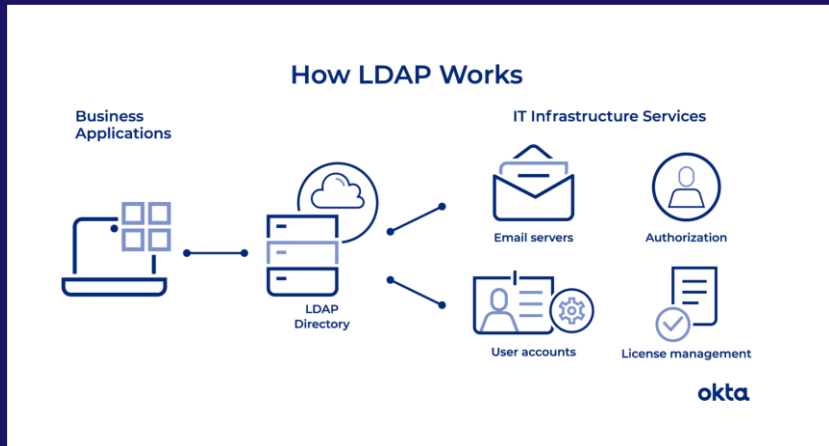 How LDAP Works
Business
Applications
IT Infrastructure Services
LDAP
Directory
Email servers
Authorization
User accounts
License management
okta